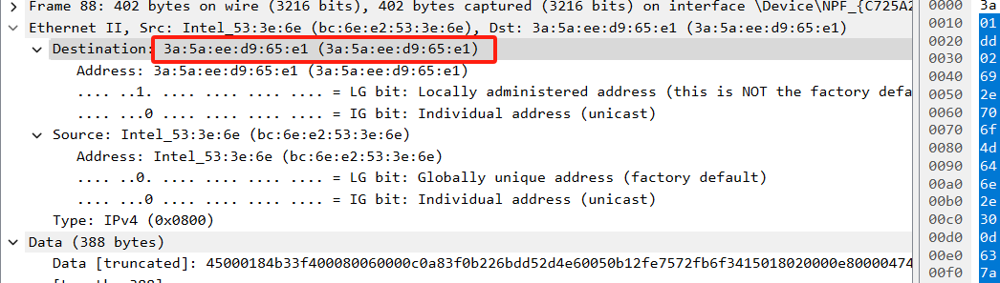 Frame 88: 402 bytes on wire (3216 bits), 402 bytes captured (3216 bits) on interface \Device\NPF_{C725A2
Ethernet II, Src: Intel_53:3e:6e (bc:6e:e2:53:3e:6e), Dst: 3a:5a:ee:d9:65:e1 (3a:5a:ee:d9:65:e1)
Destination: 3a:5a:ee:d9:65:e1 (3a:5a:ee:d9:65:e1)
Address: 3a:5a:ee:d9:65:e1 (3a:5a:ee:d9:65:e1)
.... ..1. .... .... .... .... = LG bit: Locally administered address (this is NOT the factory defa
.... ...0 .... .... .... .... = IG bit: Individual address (unicast)
Source: Intel_53:3e:6e (bc:6e:e2:53:3e:6e)
Address: Intel_53:3e:6e (bc:6e:e2:53:3e:6e)
.... ..0. .... .... .... .... = LG bit: Globally unique address (factory default)
.... ...0 .... .... .... .... = IG bit: Individual address (unicast)
Type: IPv4 (0x0800)
Data (388 bytes)
Data [truncated]: 45000184b33f400080060000c0a83f0b226bdd52d4e60050b12fe7572fb6f3415018020000e80000474
0000 3a
0010 01
0020 dd
0030 02
0040 69
0050 2e
0060 70
0070 6f
0080 4d
0090 64
00a0 6e
00b0 2e
00c0 30
00d0 0d
00e0 63
00f0 7a